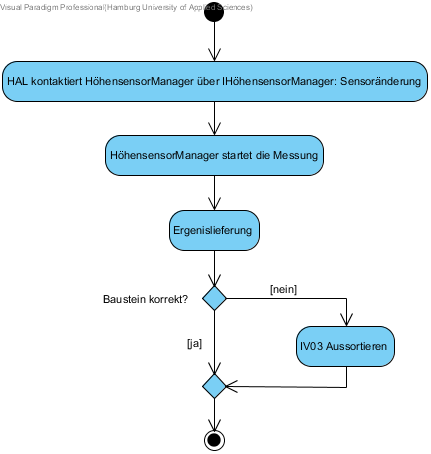 Visual Paradigm Professional(Hamburg University of Applied Sciences)
HAL kontaktiert HöhensensorManager über IHöhensensorManager: Sensoränderung
HöhensensorManager startet die Messung
Ergenislieferung
Baustein korrekt?
[nein]
[ja]
IV03 Aussortieren